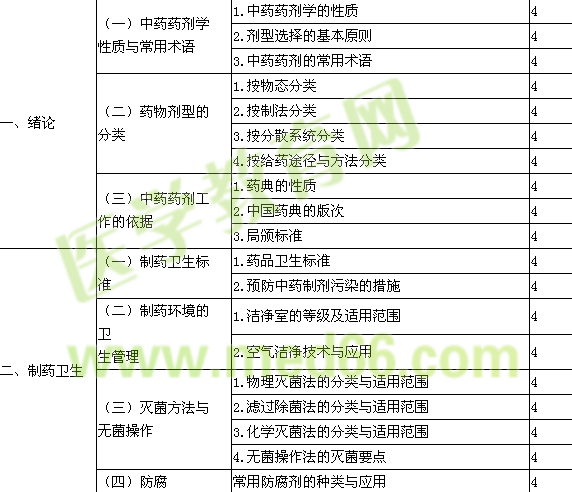 一、绪论
（一）中药药剂学
性质与常用术语
1.中药药剂学的性质
4
2.剂型选择的基本原则
4
3.中药药剂的常用术语
4
（二）药物剂型的
分类
1.按物态分类
4
2.按制法分类
4
3.按分散系统分类
4
4.按给药途径与方法分类
4
（三）中药药剂工
作的依据
1.药典的性质
4
2.中国药典的版次
4
3.局颁标准
4
二、制药卫生
（一）制药卫生标
准
1.药品卫生标准
4
2.预防中药制剂污染的措施
4
（二）制药环境的
卫
生管理
1.洁净室的等级及适用范围
4
2.空气洁净技术与应用
4
（三）灭菌方法与
无菌操作
1.物理灭菌法的分类与适用范围
4
2.滤过除菌法的分类与适用范围
4
3.化学灭菌法的分类与适用范围
4
4.无菌操作法的灭菌要点
4
（四）防腐
常用防腐剂的种类与应用
4
医学教育网
www.med66.com